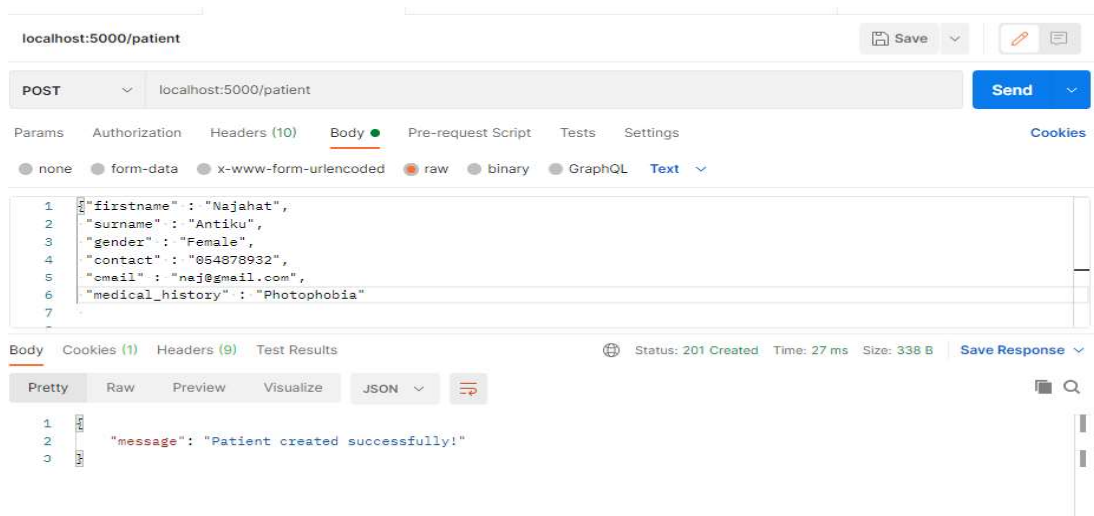 localhost:5000/patient Save
POST localhost:5000/patient Send
Params Authorization Headers (10) Body Pre-request Script Tests Settings Cookies
none form-data x-www-form-urlencoded raw binary GraphQL Text
1 {"firstname" : "Najahat",
2 "surname" : "Antiku",
3 "gender" : "Female",
4 "contact" : "054878932",
5 "email" : "naj@gmail.com",
6 "medical_history" : "Photophobia"
7
Body Cookies (1) Headers (9) Test Results Status: 201 Created Time: 27 ms Size: 338 B Save Response
Pretty Raw Preview Visualize JSON
1 {
2 "message": "Patient created successfully!"
3 }